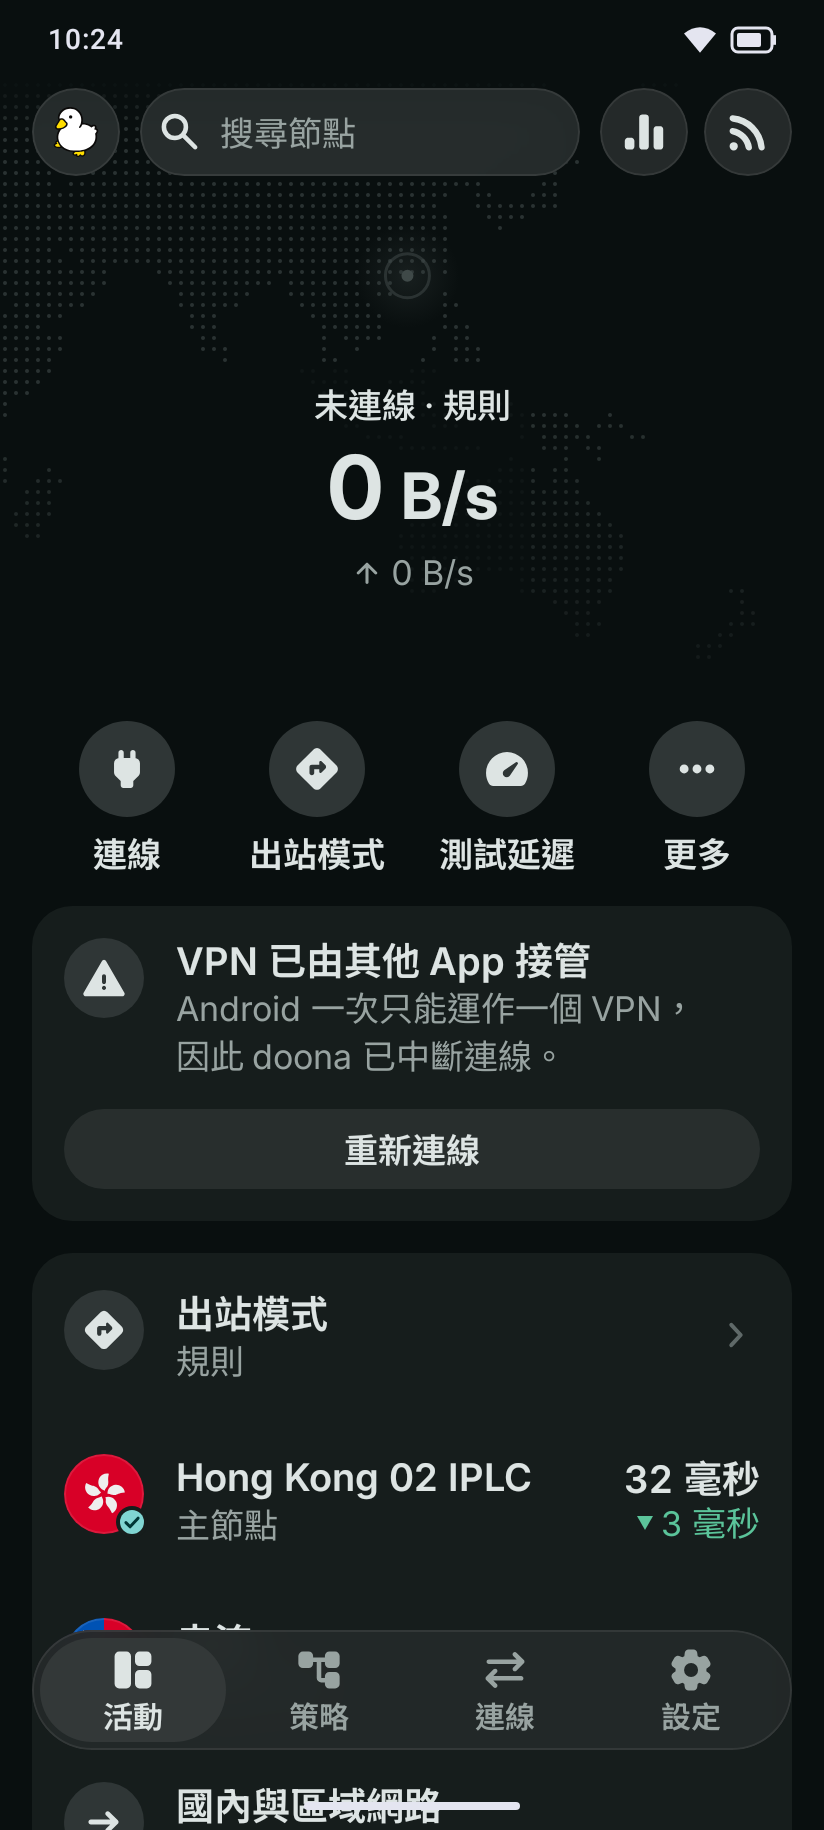 10:24
搜尋節點
未連線 · 規則
0 B/s
↑ 0 B/s
連線
出站模式
測試延遲
更多
VPN 已由其他 App 接管
Android 一次只能運作一個 VPN，
因此 doona 已中斷連線。
重新連線
出站模式
規則
Hong Kong 02 IPLC
32 毫秒
主節點
▼3 毫秒
活動
策略
連線
設定
國內與區域網路